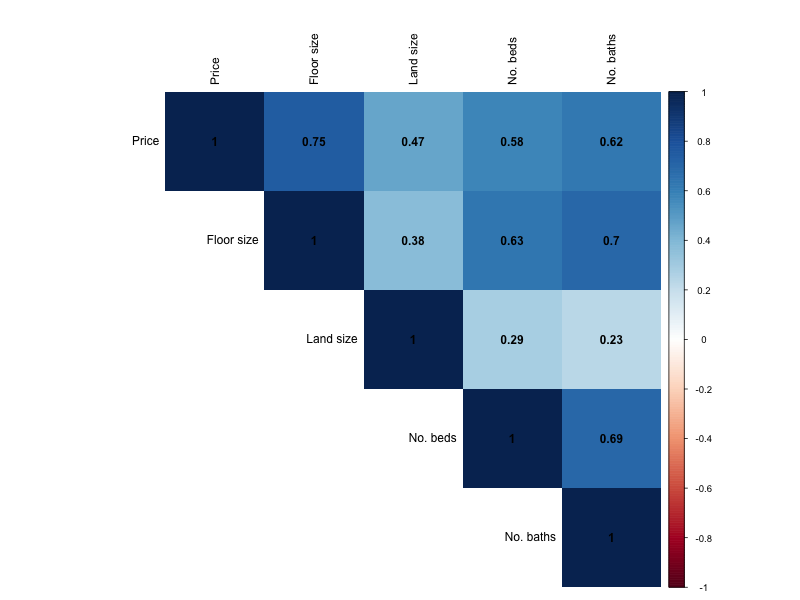 Price Floor size Land size No. beds No. baths
Price 1 0.75 0.47 0.58 0.62
Floor size 1 0.38 0.63 0.7
Land size 1 0.29 0.23
No. beds 1 0.69
No. baths 1
1
0.8
0.6
0.4
0.2
0
-0.2
-0.4
-0.6
-0.8
-1